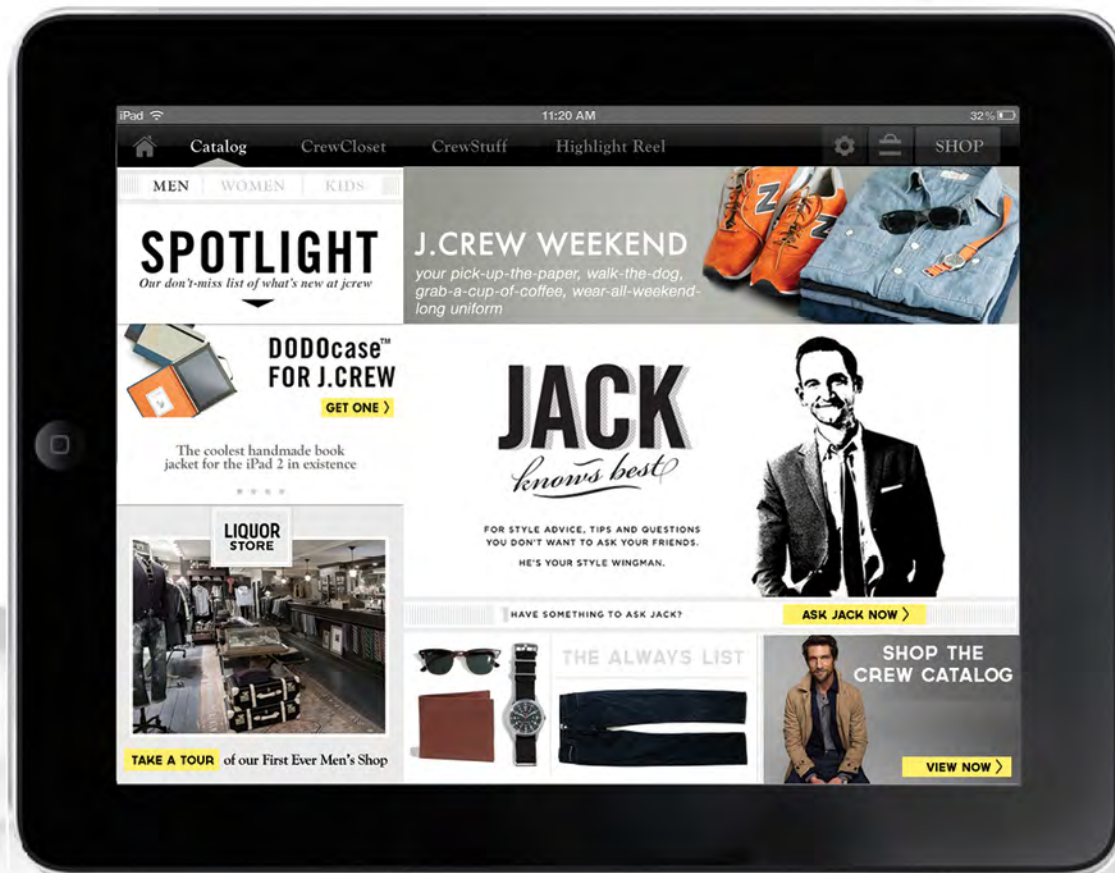 iPad
11:20 AM
32%
Catalog
CrewCloset
CrewStuff
Highlight Reel
SHOP
MEN
WOMEN
KIDS
SPOTLIGHT
Our don't-miss list of what's new at jcrew
J.CREW WEEKEND
your pick-up-the-paper, walk-the-dog,
grab-a-cup-of-coffee, wear-all-weekend-
long uniform
DODOcase™
FOR J.CREW
GET ONE 〉
The coolest handmade book
jacket for the iPad 2 in existence
JACK
knows best
FOR STYLE ADVICE, TIPS AND QUESTIONS
YOU DON'T WANT TO ASK YOUR FRIENDS.
HE'S YOUR STYLE WINGMAN.
HAVE SOMETHING TO ASK JACK?
ASK JACK NOW 〉
LIQUOR
STORE
TAKE A TOUR of our First Ever Men's Shop
THE ALWAYS LIST
SHOP THE
CREW CATALOG
VIEW NOW 〉